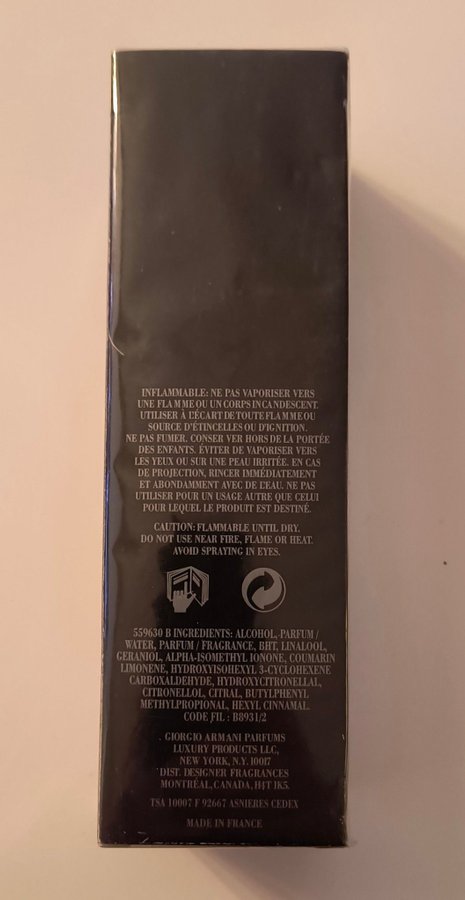 INFLAMMABLE: NE PAS VAPORISER VERS
UNE FLAMME OU UN CORPS INCANDESCENT.
UTILISER À L'ÉCART DE TOUTE FLAMME OU
SOURCE D'ÉTINCELLES OU D'IGNITION.
NE PAS FUMER. CONSERVER HORS DE LA PORTÉE
DES ENFANTS. ÉVITER DE VAPORISER VERS
LES YEUX OU SUR UNE PEAU IRRITÉE. EN CAS
DE PROJECTION, RINCER IMMÉDIATEMENT
ET ABONDAMMENT AVEC DE L'EAU. NE PAS
UTILISER POUR UN USAGE AUTRE QUE CELUI
POUR LEQUEL LE PRODUIT EST DESTINÉ.
CAUTION: FLAMMABLE UNTIL DRY.
DO NOT USE NEAR FIRE, FLAME OR HEAT.
AVOID SPRAYING IN EYES.
559630 B INGREDIENTS: ALCOHOL, PARFUM /
WATER, PARFUM / FRAGRANCE, BHT, LINALOOL,
GERANIOL, ALPHA-ISOMETHYL IONONE, COUMARIN
LIMONENE, HYDROXYISOHEXYL 3-CYCLOHEXENE
CARBOXALDEHYDE, HYDROXYCITRONELLAL,
CITRONELLOL, CITRAL, BUTYLPHENYL
METHYLPROPIONAL, HEXYL CINNAMAL.
CODE FIL : B8931/2
GIORGIO ARMANI PARFUMS
LUXURY PRODUCTS LLC,
NEW YORK, N.Y. 10017
DIST. DESIGNER FRAGRANCES
MONTRÉAL, CANADA, H4T 1K5.
TSA 10007 F 92667 ASNIERES CEDEX
MADE IN FRANCE